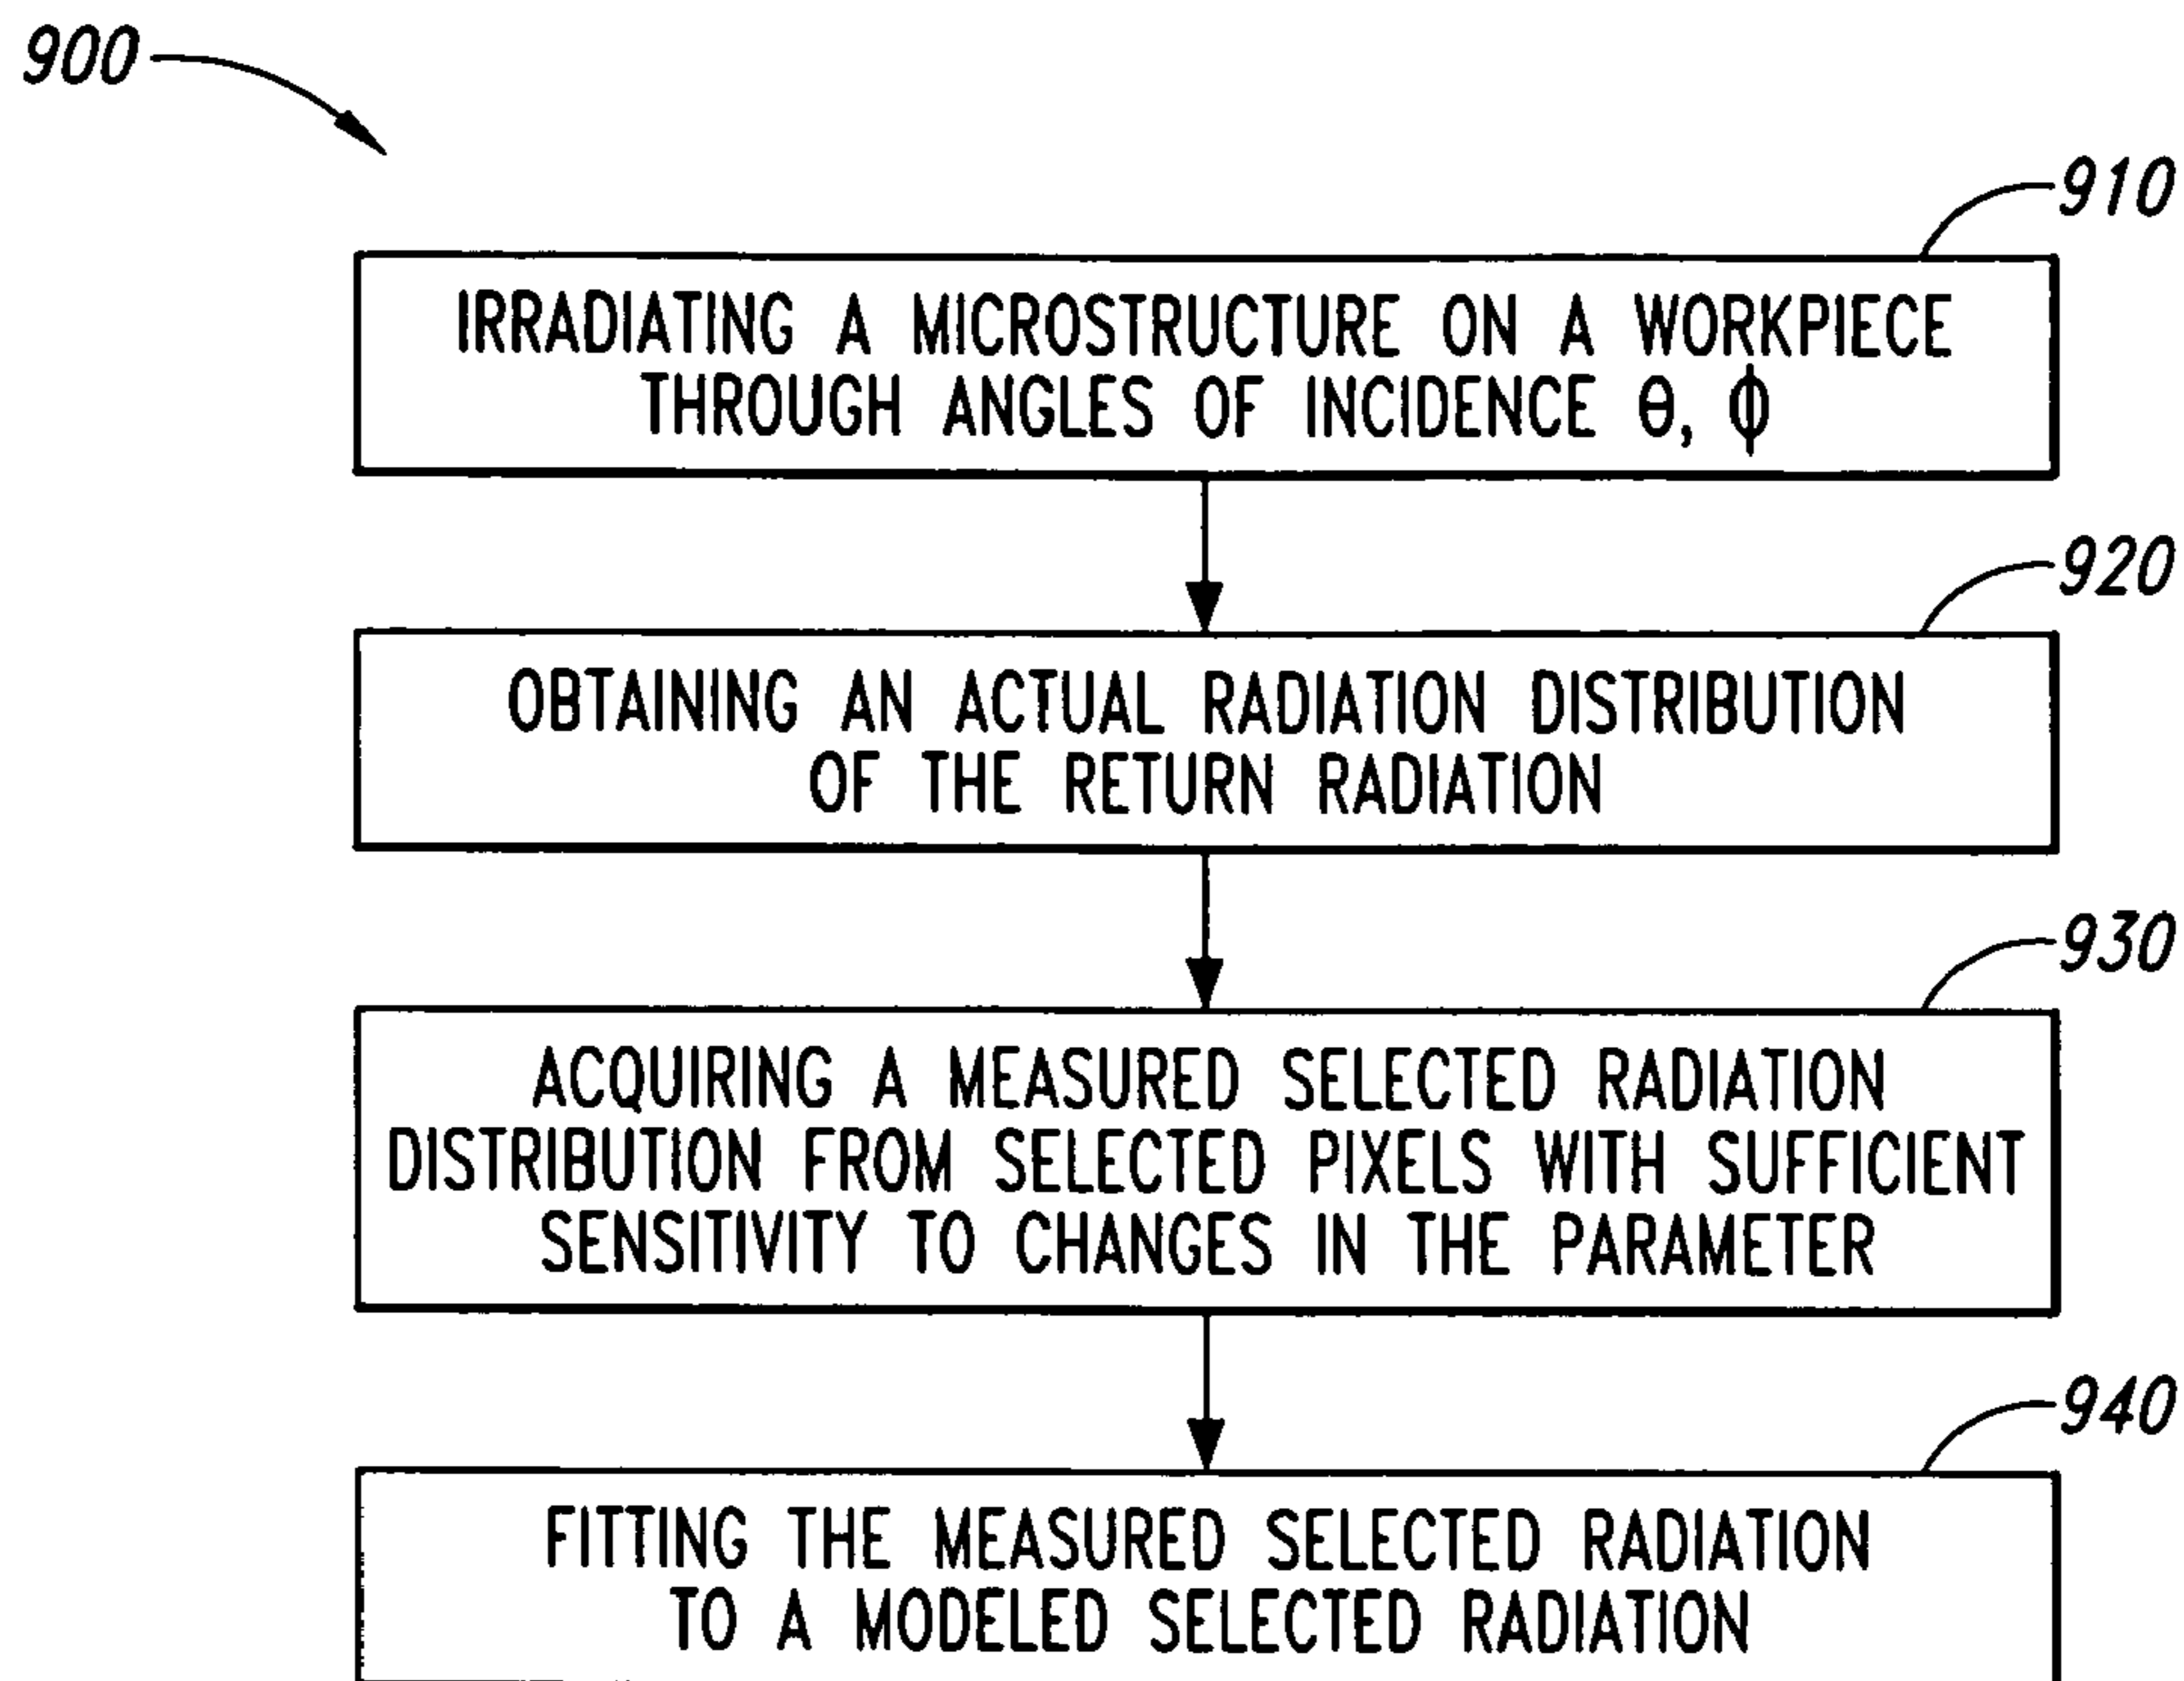 900
910
IRRADIATING A MICROSTRUCTURE ON A WORKPIECE
THROUGH ANGLES OF INCIDENCE θ, ϕ
920
OBTAINING AN ACTUAL RADIATION DISTRIBUTION
OF THE RETURN RADIATION
930
ACQUIRING A MEASURED SELECTED RADIATION
DISTRIBUTION FROM SELECTED PIXELS WITH SUFFICIENT
SENSITIVITY TO CHANGES IN THE PARAMETER
940
FITTING THE MEASURED SELECTED RADIATION
TO A MODELED SELECTED RADIATION